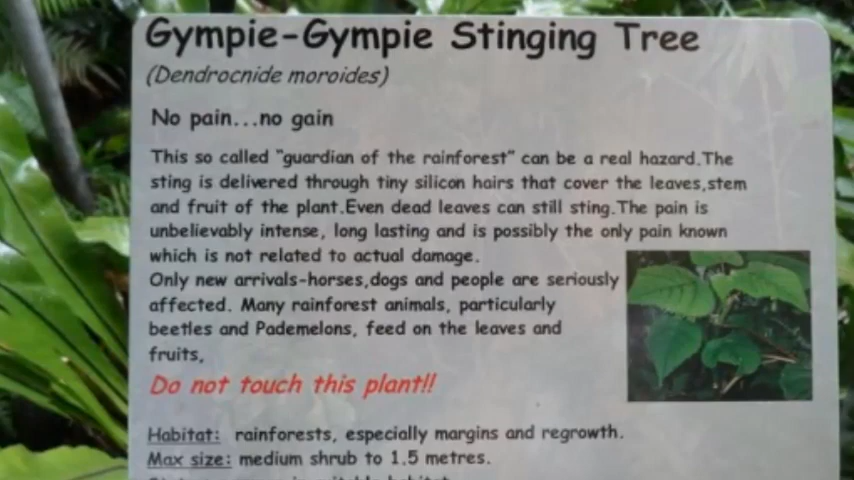 Gympie-Gympie Stinging Tree
(Dendrocnide moroides)
No pain...no gain
This so called "guardian of the rainforest" can be a real hazard.The
sting is delivered through tiny silicon hairs that cover the leaves,stem
and fruit of the plant.Even dead leaves can still sting.The pain is
unbelievably intense, long lasting and is possibly the only pain known
which is not related to actual damage.
Only new arrivals-horses,dogs and people are seriously
affected. Many rainforest animals, particularly
beetles and Pademelons, feed on the leaves and
fruits,
Do not touch this plant!!
Habitat: rainforests, especially margins and regrowth.
Max size: medium shrub to 1.5 metres.